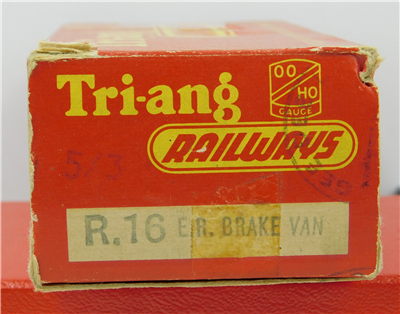 Tri-ang
OO
HO
GAUGE
RAILWAYS
5/3
R.16 E.R. BRAKE VAN